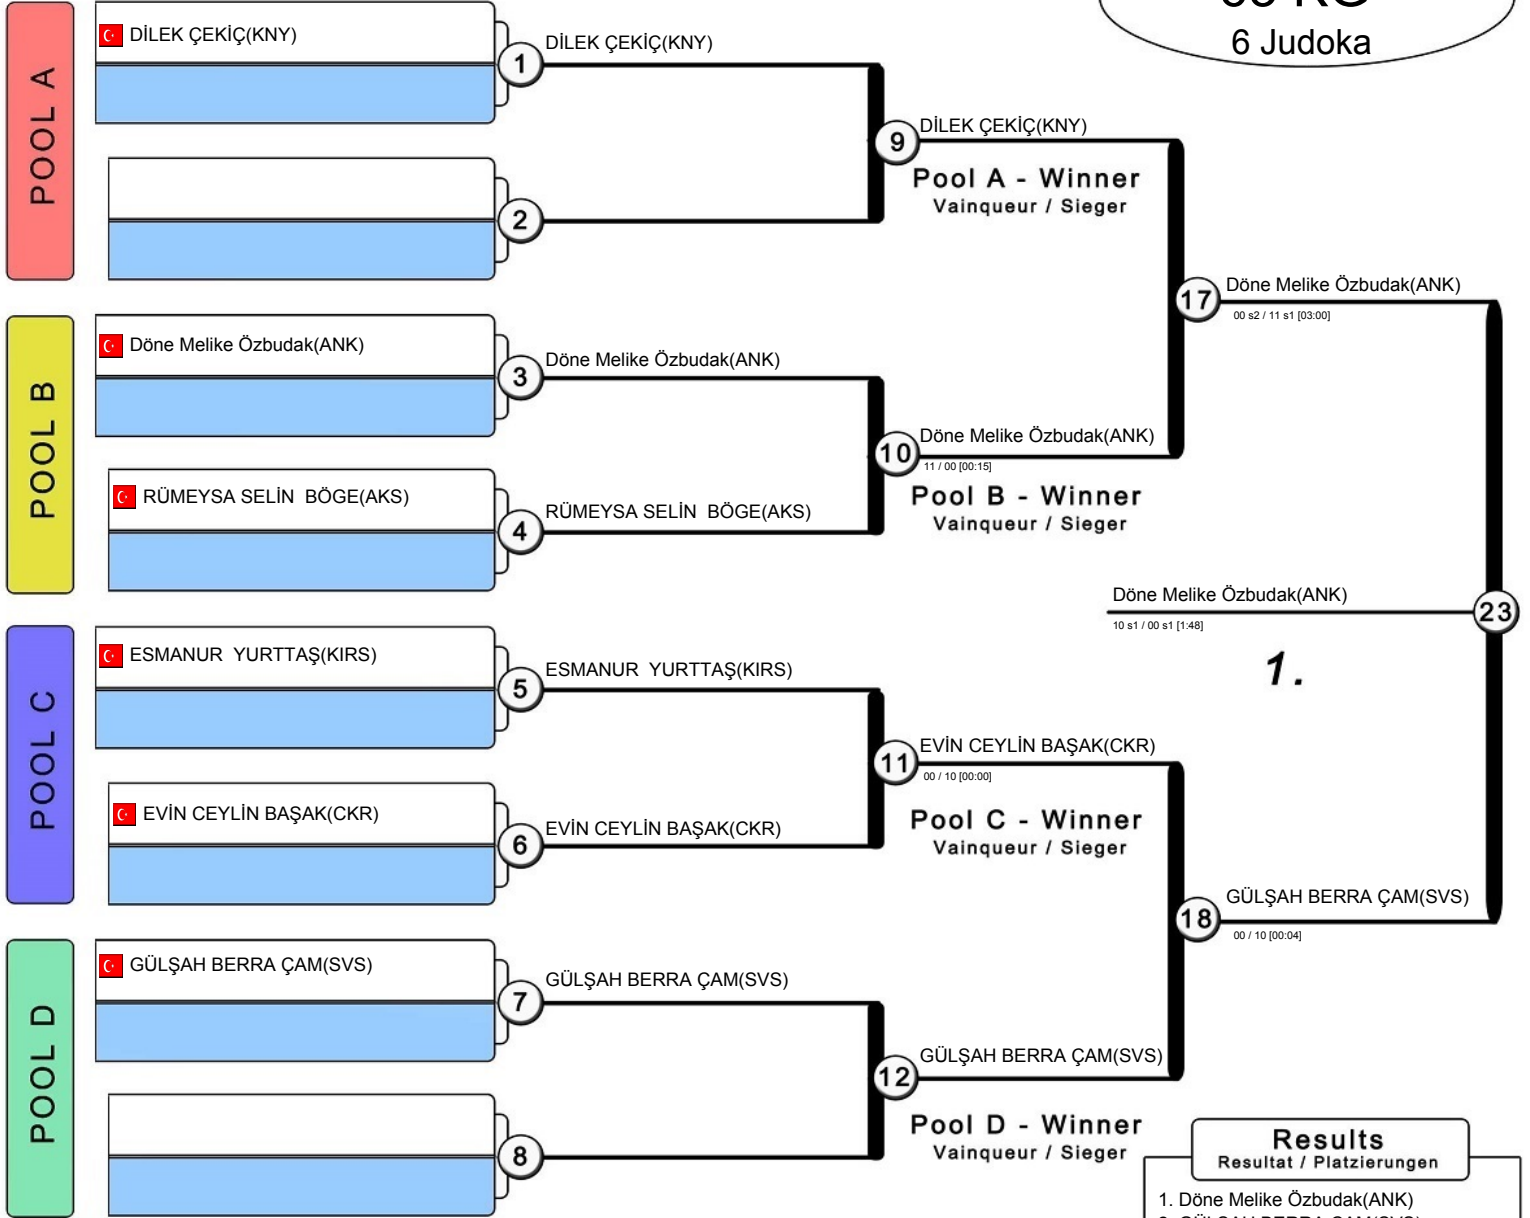 6 Judoka
POOL A
DİLEK ÇEKİÇ(KNY)
1
DİLEK ÇEKİÇ(KNY)
2
9
DİLEK ÇEKİÇ(KNY)
Pool A - Winner
Vainqueur / Sieger
POOL B
Döne Melike Özbudak(ANK)
3
Döne Melike Özbudak(ANK)
RÜMEYSA SELİN BÖGE(AKS)
4
RÜMEYSA SELİN BÖGE(AKS)
10
Döne Melike Özbudak(ANK)
11 / 00 [00:15]
Pool B - Winner
Vainqueur / Sieger
17
Döne Melike Özbudak(ANK)
00 s2 / 11 s1 [03:00]
POOL C
ESMANUR YURTTAŞ(KIRS)
5
ESMANUR YURTTAŞ(KIRS)
EVİN CEYLİN BAŞAK(CKR)
6
EVİN CEYLİN BAŞAK(CKR)
11
EVİN CEYLİN BAŞAK(CKR)
00 / 10 [00:00]
Pool C - Winner
Vainqueur / Sieger
POOL D
GÜLŞAH BERRA ÇAM(SVS)
7
GÜLŞAH BERRA ÇAM(SVS)
8
12
GÜLŞAH BERRA ÇAM(SVS)
Pool D - Winner
Vainqueur / Sieger
18
GÜLŞAH BERRA ÇAM(SVS)
00 / 10 [00:04]
Döne Melike Özbudak(ANK)
23
10 s1 / 00 s1 [1:48]
1.
Results
Resultat / Platzierungen
1. Döne Melike Özbudak(ANK)
2. GÜLŞAH BERRA ÇAM(SVS)